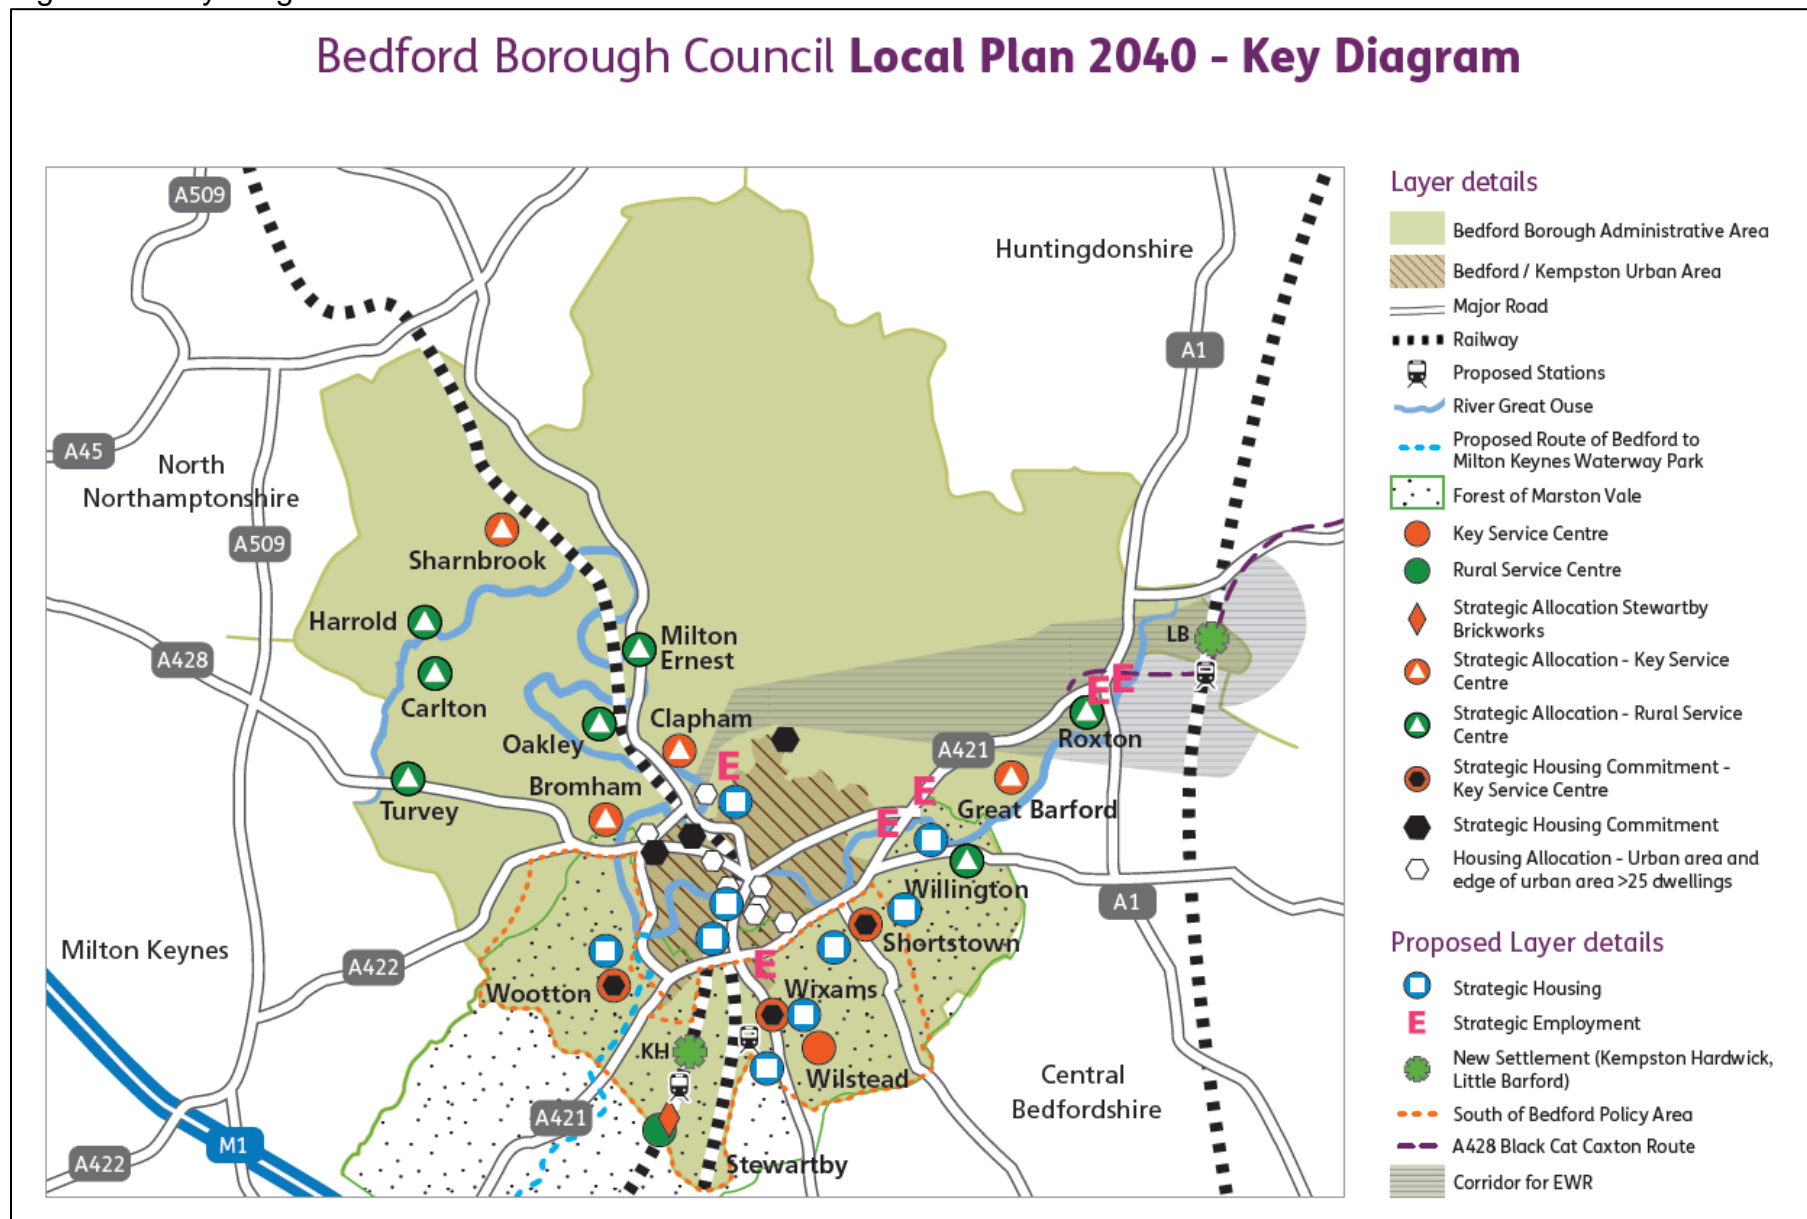 Bedford Borough Council Local Plan 2040 - Key Diagram
A509
Huntingdonshire
A1
A45
North
Northamptonshire
A509
Sharnbrook
Harrold
Milton
Ernest
LB
A428
Carlton
Clapham
Oakley
Roxton
A421
E
E
E
E
E
E
Bromham
Turvey
Great Barford
Willington
A1
Milton Keynes
Shortstown
A422
Wootton
Wixams
KH
Wilstead
Central
Bedfordshire
A421
M1
A422
Stewartby
Layer details
Bedford Borough Administrative Area
Bedford / Kempston Urban Area
Major Road
Railway
Proposed Stations
River Great Ouse
Proposed Route of Bedford to
Milton Keynes Waterway Park
Forest of Marston Vale
Key Service Centre
Rural Service Centre
Strategic Allocation Stewartby
Brickworks
Strategic Allocation - Key Service
Centre
Strategic Allocation - Rural Service
Centre
Strategic Housing Commitment -
Key Service Centre
Strategic Housing Commitment
Housing Allocation - Urban area and
edge of urban area >25 dwellings
Proposed Layer details
Strategic Housing
E Strategic Employment
New Settlement (Kempston Hardwick,
Little Barford)
South of Bedford Policy Area
A428 Black Cat Caxton Route
Corridor for EWR